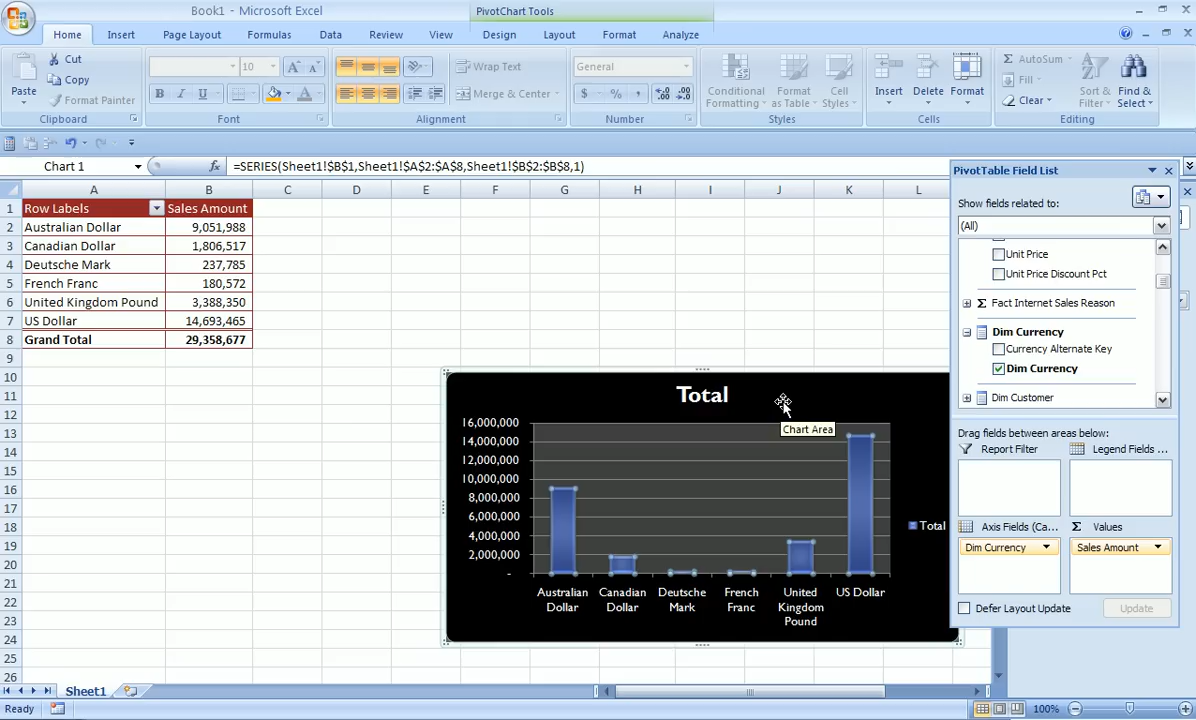 Book1 - Microsoft Excel
PivotChart Tools
Home Insert Page Layout Formulas Data Review View Design Layout Format Analyze
Paste
Cut
Copy
Format Painter
Clipboard
10
B I U
A A
A
Font
Wrap Text
Merge & Center
Alignment
General
$ % ,
Number
Conditional Formatting
Format as Table
Cell Styles
Styles
Insert
Delete
Format
Cells
Σ AutoSum
Fill
Clear
Sort & Filter
Find & Select
Editing
Chart 1
fx
=SERIES(Sheet1!$B$1,Sheet1!$A$2:$A$8,Sheet1!$B$2:$B$8,1)
A B C D E F G H I J K L
1 Row Labels Sales Amount
2 Australian Dollar 9,051,988
3 Canadian Dollar 1,806,517
4 Deutsche Mark 237,785
5 French Franc 180,572
6 United Kingdom Pound 3,388,350
7 US Dollar 14,693,465
8 Grand Total 29,358,677
9
10
11
12
13
14
15
16
17
18
19
20
21
22
23
24
25
26
Total
Chart Area
16,000,000
14,000,000
12,000,000
10,000,000
8,000,000
6,000,000
4,000,000
2,000,000
-
Australian Dollar
Canadian Dollar
Deutsche Mark
French Franc
United Kingdom Pound
US Dollar
Total
PivotTable Field List
Show fields related to:
(All)
Unit Price
Unit Price Discount Pct
Σ Fact Internet Sales Reason
Dim Currency
Currency Alternate Key
Dim Currency
Dim Customer
Drag fields between areas below:
Report Filter
Legend Fields ...
Axis Fields (Ca...
Σ Values
Dim Currency
Sales Amount
Defer Layout Update
Update
Sheet1
Ready
100%